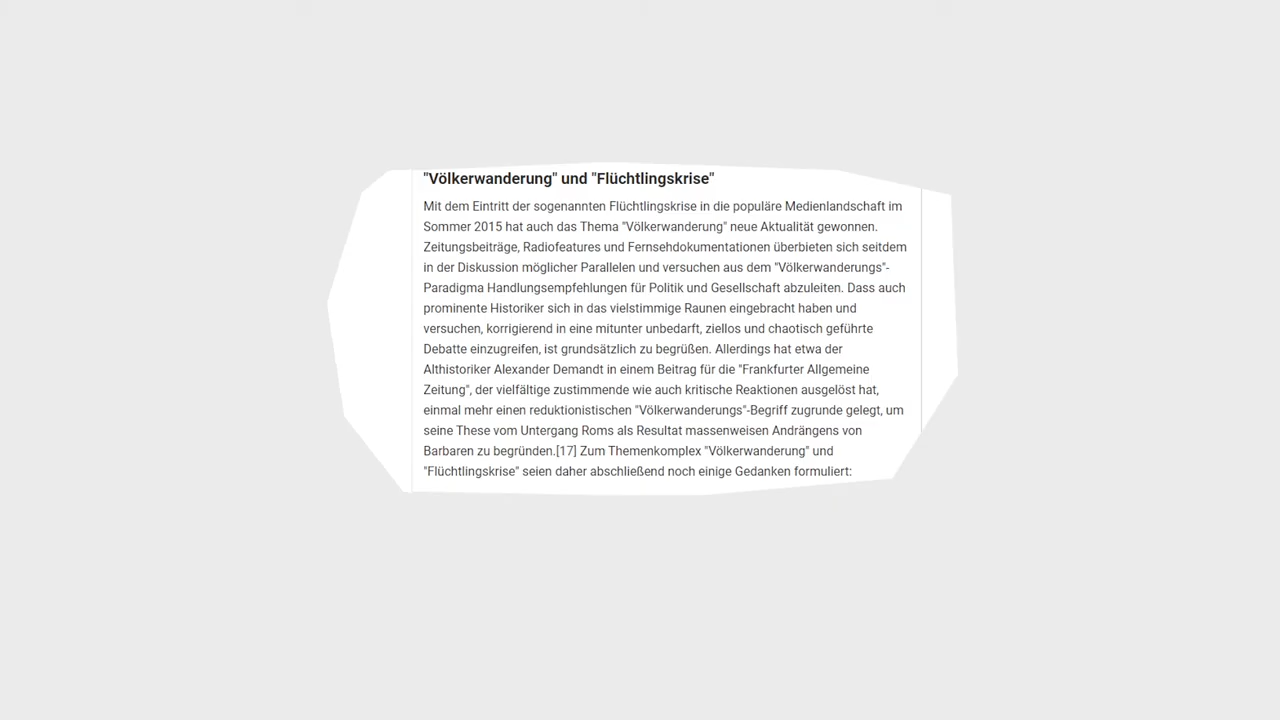 "Völkerwanderung" und "Flüchtlingskrise"
Mit dem Eintritt der sogenannten Flüchtlingskrise in die populäre Medienlandschaft im
Sommer 2015 hat auch das Thema "Völkerwanderung" neue Aktualität gewonnen.
Zeitungsbeiträge, Radiofeatures und Fernsehdokumentationen überbieten sich seitdem
in der Diskussion möglicher Parallelen und versuchen aus dem "Völkerwanderungs"-
Paradigma Handlungsempfehlungen für Politik und Gesellschaft abzuleiten. Dass auch
prominente Historiker sich in das vielstimmige Raunen eingebracht haben und
versuchen, korrigierend in eine mitunter unbedarft, ziellos und chaotisch geführte
Debatte einzugreifen, ist grundsätzlich zu begrüßen. Allerdings hat etwa der
Althistoriker Alexander Demandt in einem Beitrag für die "Frankfurter Allgemeine
Zeitung", der vielfältige zustimmende wie auch kritische Reaktionen ausgelöst hat,
einmal mehr einen reduktionistischen "Völkerwanderungs"-Begriff zugrunde gelegt, um
seine These vom Untergang Roms als Resultat massenweisen Andrängens von
Barbaren zu begründen.[17] Zum Themenkomplex "Völkerwanderung" und
"Flüchtlingskrise" seien daher abschließend noch einige Gedanken formuliert: